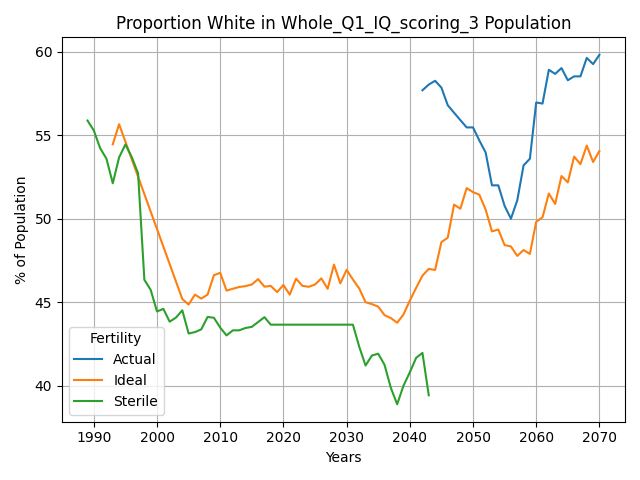 Proportion White in Whole_Q1_IQ_scoring_3 Population
% of Population
60
55
50
45
40
Fertility
Actual
Ideal
Sterile
1990 2000 2010 2020 2030 2040 2050 2060 2070
Years